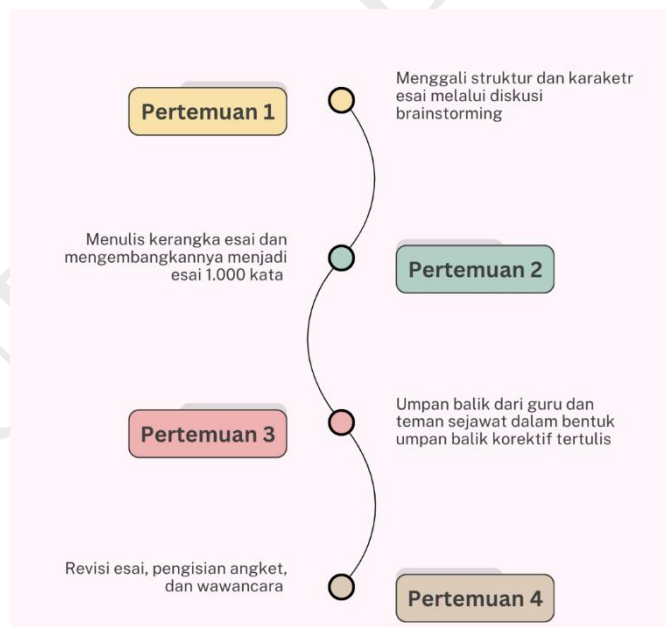 Pertemuan 1
Menggali struktur dan karaketr
esai melalui diskusi
brainstorming
Menulis kerangka esai dan
mengembangkannya menjadi
esai 1.000 kata
Pertemuan 2
Pertemuan 3
Umpan balik dari guru dan
teman sejawat dalam bentuk
umpan balik korektif tertulis
Revisi esai, pengisian angket,
dan wawancara
Pertemuan 4